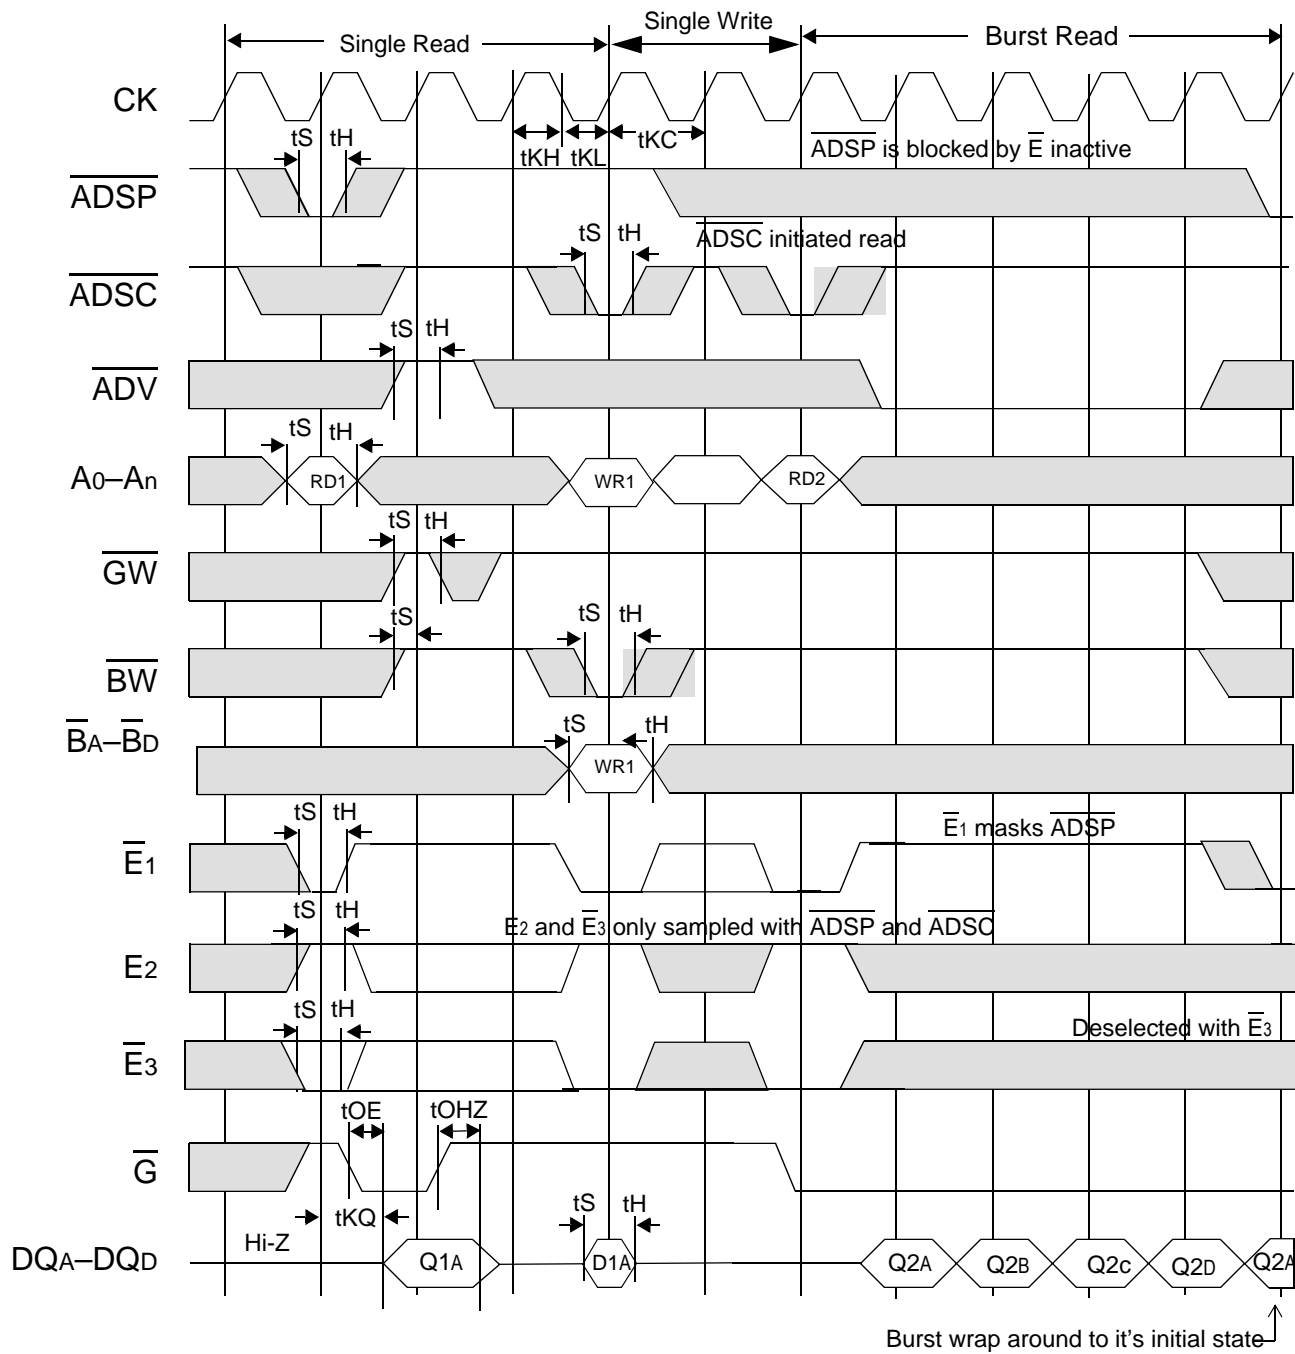 Single Read
Single Write
Burst Read
CK
tS tH
tKH tKL tKC
ADSP is blocked by E inactive
ADSP
tS tH
ADSC initiated read
ADSC
tS tH
ADV
tS tH
A0–An
RD1 WR1 RD2
tS tH
GW
tS
tS tH
BW
BA–BD
tS tH
WR1
tS tH
E1 masks ADSP
E1
tS tH
E2 and E3 only sampled with ADSP and ADSC
E2
tS tH
Deselected with E3
E3
tOE tOHZ
G
tKQ
tS tH
Hi-Z
DQA–DQD
Q1A D1A Q2A Q2B Q2c Q2D Q2A
Burst wrap around to it's initial state